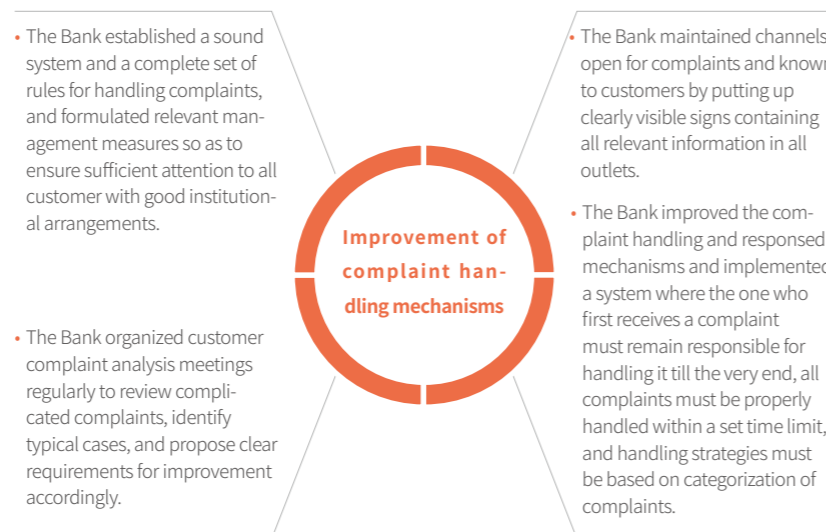 • The Bank established a sound
system and a complete set of
rules for handling complaints,
and formulated relevant man-
agement measures so as to
ensure sufficient attention to all
customer with good institution-
al arrangements.
• The Bank organized customer
complaint analysis meetings
regularly to review compli-
cated complaints, identify
typical cases, and propose clear
requirements for improvement
accordingly.
Improvement of
complaint han-
dling mechanisms
• The Bank maintained channels
open for complaints and known
to customers by putting up
clearly visible signs containing
all relevant information in all
outlets.
• The Bank improved the com-
plaint handling and responsed
mechanisms and implemented
a system where the one who
first receives a complaint
must remain responsible for
handling it till the very end, all
complaints must be properly
handled within a set time limit,
and handling strategies must
be based on categorization of
complaints.